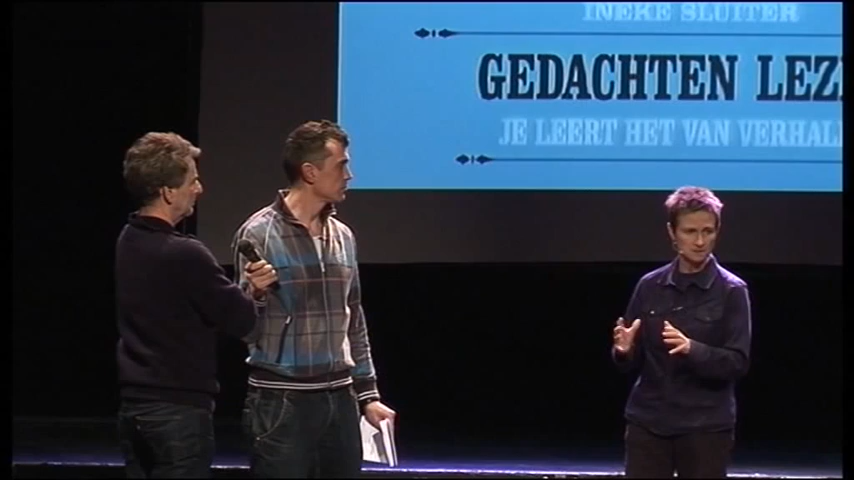 INEKE SLUITER
GEDACHTEN LEZ
JE LEERT HET VAN VERHAL